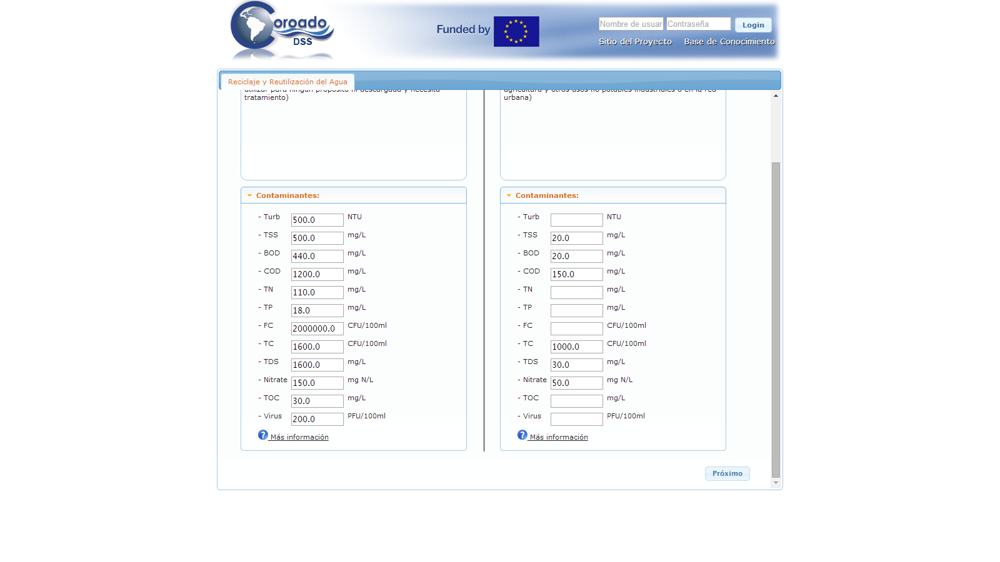 oroado
DSS
Funded by
Nombre de usuar
Contraseña
Login
Sitio del Proyecto
Base de Conocimiento
Reciclaje y Reutilización del Agua
utilizar para ningún propósito ni descargada y necesita
tratamiento)
Contaminantes:
- Turb 500.0 NTU
- TSS 500.0 mg/L
- BOD 440.0 mg/L
- COD 1200.0 mg/L
- TN 110.0 mg/L
- TP 18.0 mg/L
- FC 2000000.0 CFU/100ml
- TC 1600.0 CFU/100ml
- TDS 1600.0 mg/L
- Nitrate 150.0 mg N/L
- TOC 30.0 mg/L
- Virus 200.0 PFU/100ml
? Más información
agricultura y otros usos no potables industriales o en la red
urbana)
Contaminantes:
- Turb NTU
- TSS 20.0 mg/L
- BOD 20.0 mg/L
- COD 150.0 mg/L
- TN mg/L
- TP mg/L
- FC CFU/100ml
- TC 1000.0 CFU/100ml
- TDS 30.0 mg/L
- Nitrate 50.0 mg N/L
- TOC mg/L
- Virus PFU/100ml
? Más información
Próximo